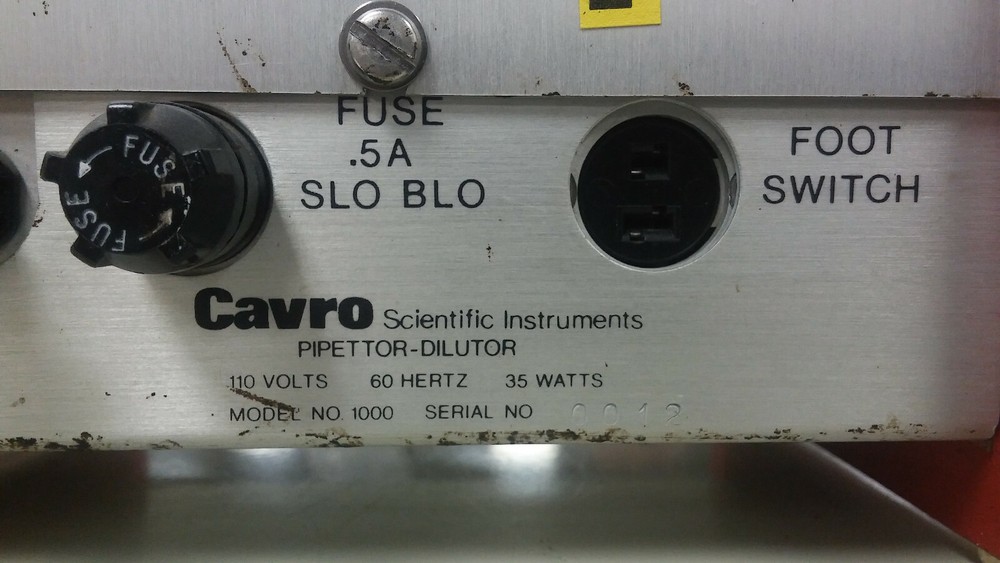 FUSE
FUSE
FUSE
.5A
SLO BLO
FOOT
SWITCH
Cavro Scientific Instruments
PIPETTOR-DILUTOR
110 VOLTS 60 HERTZ 35 WATTS
MODEL NO. 1000 SERIAL NO 0012